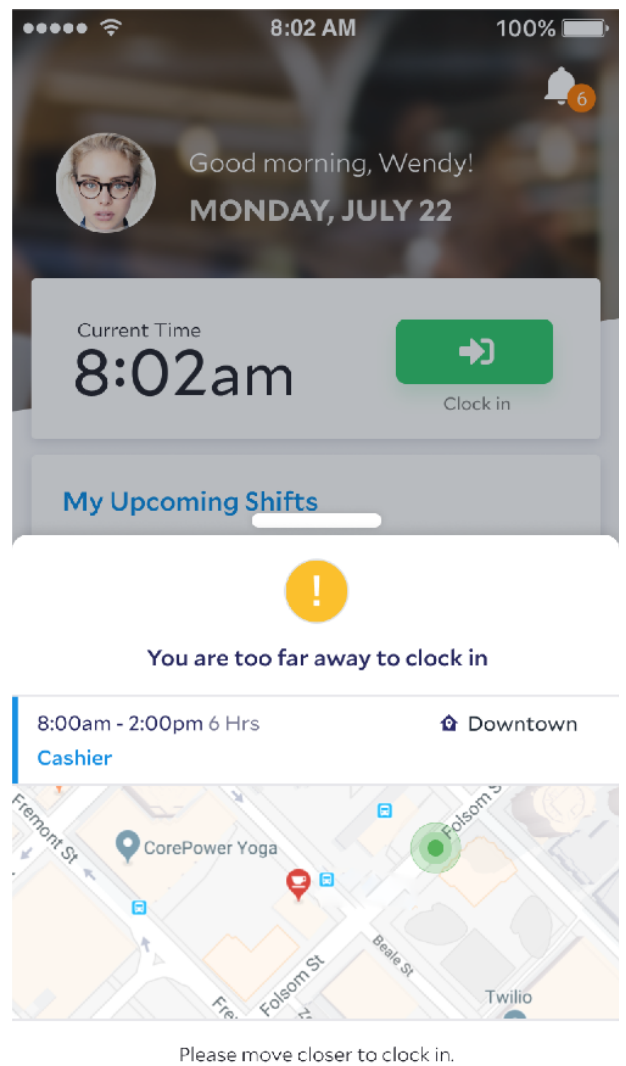 8:02 AM
100%
6
Good morning, Wendy!
MONDAY, JULY 22
Current Time
8:02am
Clock in
My Upcoming Shifts
!
You are too far away to clock in
8:00am - 2:00pm 6 Hrs
Downtown
Cashier
Fremont St
CorePower Yoga
Folsom S
Beale St
Folsom St
Fre
Twilio
Please move closer to clock in.